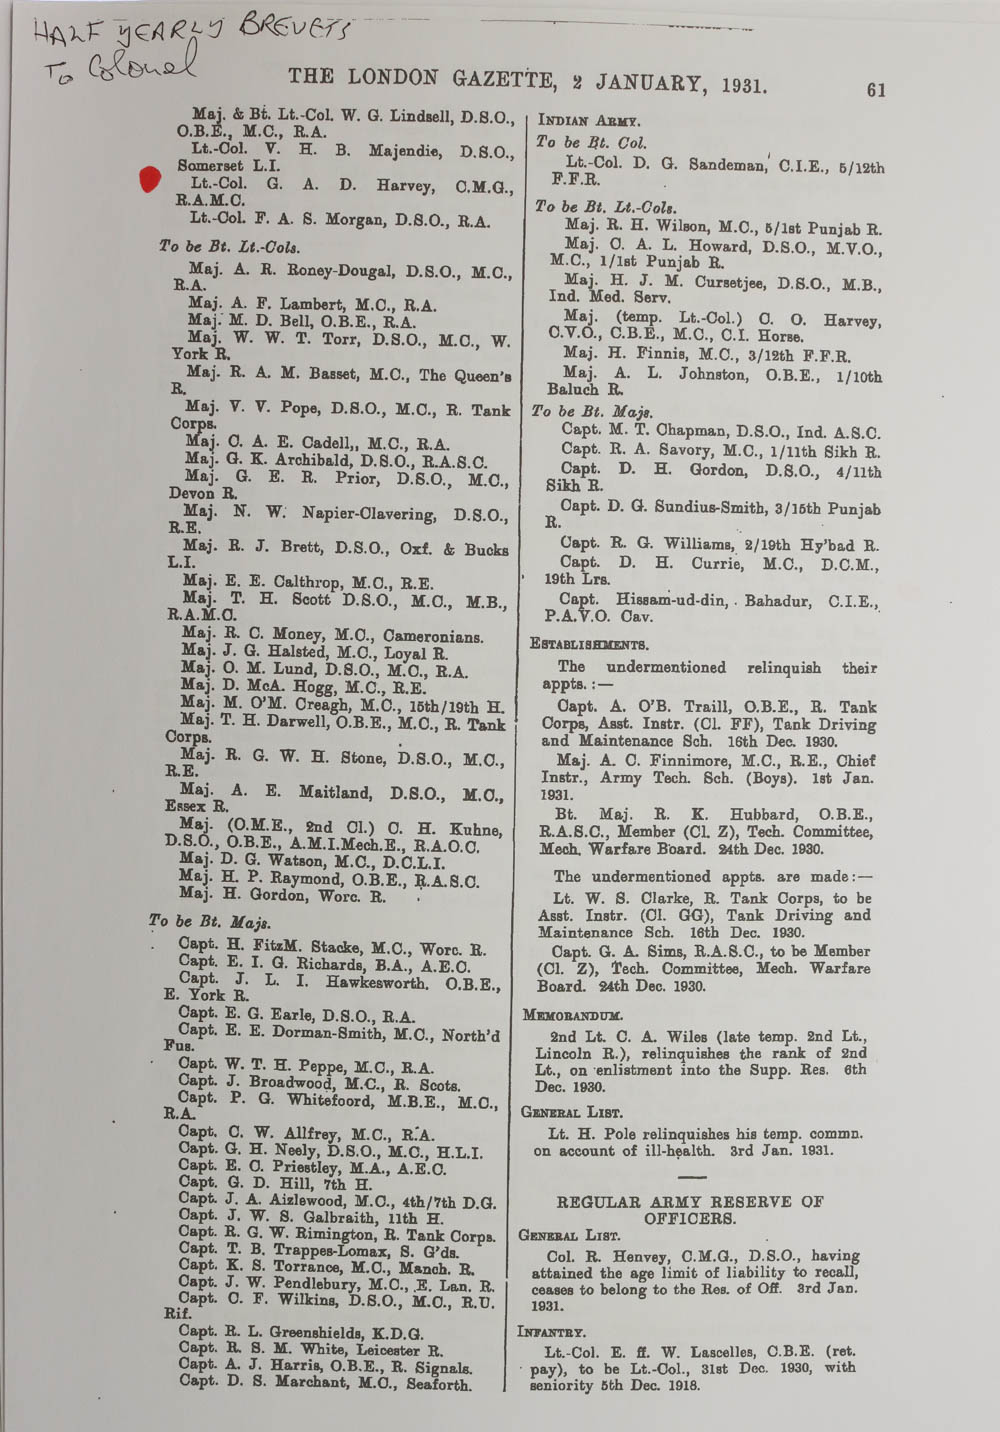 HALF YEARLY BREVETS
To Colonel
THE LONDON GAZETTE, 2 JANUARY, 1931.
61
Maj. & Bt. Lt.-Col. W. G. Lindsell, D.S.O.,
O.B.E., M.C., R.A.
Lt.-Col. V. H. B. Majendie, D.S.O.,
Somerset L.I.
Lt.-Col. G. A. D. Harvey, C.M.G.,
R.A.M.C.
Lt.-Col. F. A. S. Morgan, D.S.O., R.A.
To be Bt. Lt.-Cols.
Maj. A. R. Roney-Dougal, D.S.O., M.C.,
R.A.
Maj. A. F. Lambert, M.C., R.A.
Maj. M. D. Bell, O.B.E., R.A.
Maj. W. W. T. Torr, D.S.O., M.C., W.
York R.
Maj. R. A. M. Basset, M.C., The Queen's
R.
Maj. V. V. Pope, D.S.O., M.C., R. Tank
Corps.
Maj. C. A. E. Cadell,, M.C., R.A.
Maj. G. K. Archibald, D.S.O., R.A.S.C.
Maj. G. E. R. Prior, D.S.O., M.C.,
Devon R.
Maj. N. W. Napier-Clavering, D.S.O.,
R.E.
Maj. R. J. Brett, D.S.O., Oxf. & Bucks
L.I.
Maj. E. E. Calthrop, M.C., R.E.
Maj. T. H. Scott D.S.O., M.C., M.B.,
R.A.M.C.
Maj. R. C. Money, M.C., Cameronians.
Maj. J. G. Halsted, M.C., Loyal R.
Maj. O. M. Lund, D.S.O., M.C., R.A.
Maj. D. McA. Hogg, M.C., R.E.
Maj. M. O'M. Creagh, M.C., 15th/19th H.
Maj. T. H. Darwell, O.B.E., M.C., R. Tank
Corps.
Maj. R. G. W. H. Stone, D.S.O., M.C.,
R.E.
Maj. A. E. Maitland, D.S.O., M.C.,
Essex R.
Maj. (O.M.E., 2nd Cl.) C. H. Kuhne,
D.S.O., O.B.E., A.M.I.Mech.E., R.A.O.C.
Maj. D. G. Watson, M.C., D.C.L.I.
Maj. H. P. Raymond, O.B.E., R.A.S.C.
Maj. H. Gordon, Worc. R.
To be Bt. Majs.
Capt. H. FitzM. Stacke, M.C., Worc. R.
Capt. E. I. G. Richards, B.A., A.E.C.
Capt. J. L. I. Hawkesworth. O.B.E.,
E. York R.
Capt. E. G. Earle, D.S.O., R.A.
Capt. E. E. Dorman-Smith, M.C., North'd
Fus.
Capt. W. T. H. Peppe, M.C., R.A.
Capt. J. Broadwood, M.C., R. Scots.
Capt. P. G. Whitefoord, M.B.E., M.C.,
R.A.
Capt. C. W. Allfrey, M.C., R.A.
Capt. G. H. Neely, D.S.O., M.C., H.L.I.
Capt. E. C. Priestley, M.A., A.E.C.
Capt. G. D. Hill, 7th H.
Capt. J. A. Aizlewood, M.C., 4th/7th D.G.
Capt. J. W. S. Galbraith, 11th H.
Capt. R. G. W. Rimington, R. Tank Corps.
Capt. T. B. Trappes-Lomax, S. G'ds.
Capt. K. S. Torrance, M.C., Manch. R.
Capt. J. W. Pendlebury, M.C., E. Lan. R.
Capt. C. F. Wilkins, D.S.O., M.C., R.U.
Rif.
Capt. R. L. Greenshields, K.D.G.
Capt. R. S. M. White, Leicester R.
Capt. A. J. Harris, O.B.E., R. Signals.
Capt. D. S. Marchant, M.C., Seaforth.
INDIAN ARMY.
To be Bt. Col.
Lt.-Col. D. G. Sandeman, C.I.E., 5/12th
F.F.R.
To be Bt. Lt.-Cols.
Maj. R. H. Wilson, M.C., 5/1st Punjab R.
Maj. C. A. L. Howard, D.S.O., M.V.O.,
M.C., 1/1st Punjab R.
Maj. H. J. M. Cursetjee, D.S.O., M.B.,
Ind. Med. Serv.
Maj. (temp. Lt.-Col.) C. O. Harvey,
C.V.O., C.B.E., M.C., C.I. Horse.
Maj. H. Finnis, M.C., 3/12th F.F.R.
Maj. A. L. Johnston, O.B.E., 1/10th
Baluch R.
To be Bt. Majs.
Capt. M. T. Chapman, D.S.O., Ind. A.S.C.
Capt. R. A. Savory, M.C., 1/11th Sikh R.
Capt. D. H. Gordon, D.S.O., 4/11th
Sikh R.
Capt. D. G. Sundius-Smith, 3/15th Punjab
R.
Capt. R. G. Williams, 2/19th Hy'bad R.
Capt. D. H. Currie, M.C., D.C.M.,
19th Lrs.
Capt. Hissam-ud-din, Bahadur, C.I.E.,
P.A.V.O. Cav.
ESTABLISHMENTS.
The undermentioned relinquish their
appts.:—
Capt. A. O'B. Traill, O.B.E., R. Tank
Corps, Asst. Instr. (Cl. FF), Tank Driving
and Maintenance Sch. 16th Dec. 1930.
Maj. A. C. Finnimore, M.C., R.E., Chief
Instr., Army Tech. Sch. (Boys). 1st Jan.
1931.
Bt. Maj. R. K. Hubbard, O.B.E.,
R.A.S.C., Member (Cl. Z), Tech. Committee,
Mech. Warfare Board. 24th Dec. 1930.
The undermentioned appts. are made:—
Lt. W. S. Clarke, R. Tank Corps, to be
Asst. Instr. (Cl. GG), Tank Driving and
Maintenance Sch. 16th Dec. 1930.
Capt. G. A. Sims, R.A.S.C., to be Member
(Cl. Z), Tech. Committee, Mech. Warfare
Board. 24th Dec. 1930.
MEMORANDUM.
2nd Lt. C. A. Wiles (late temp. 2nd Lt.,
Lincoln R.), relinquishes the rank of 2nd
Lt., on enlistment into the Supp. Res. 6th
Dec. 1930.
GENERAL LIST.
Lt. H. Pole relinquishes his temp. commn.
on account of ill-health. 3rd Jan. 1931.
REGULAR ARMY RESERVE OF
OFFICERS.
GENERAL LIST.
Col. R. Henvey, C.M.G., D.S.O., having
attained the age limit of liability to recall,
ceases to belong to the Res. of Off. 3rd Jan.
1931.
INFANTRY.
Lt.-Col. E. ff. W. Lascelles, C.B.E. (ret.
pay), to be Lt.-Col., 31st Dec. 1930, with
seniority 5th Dec. 1918.